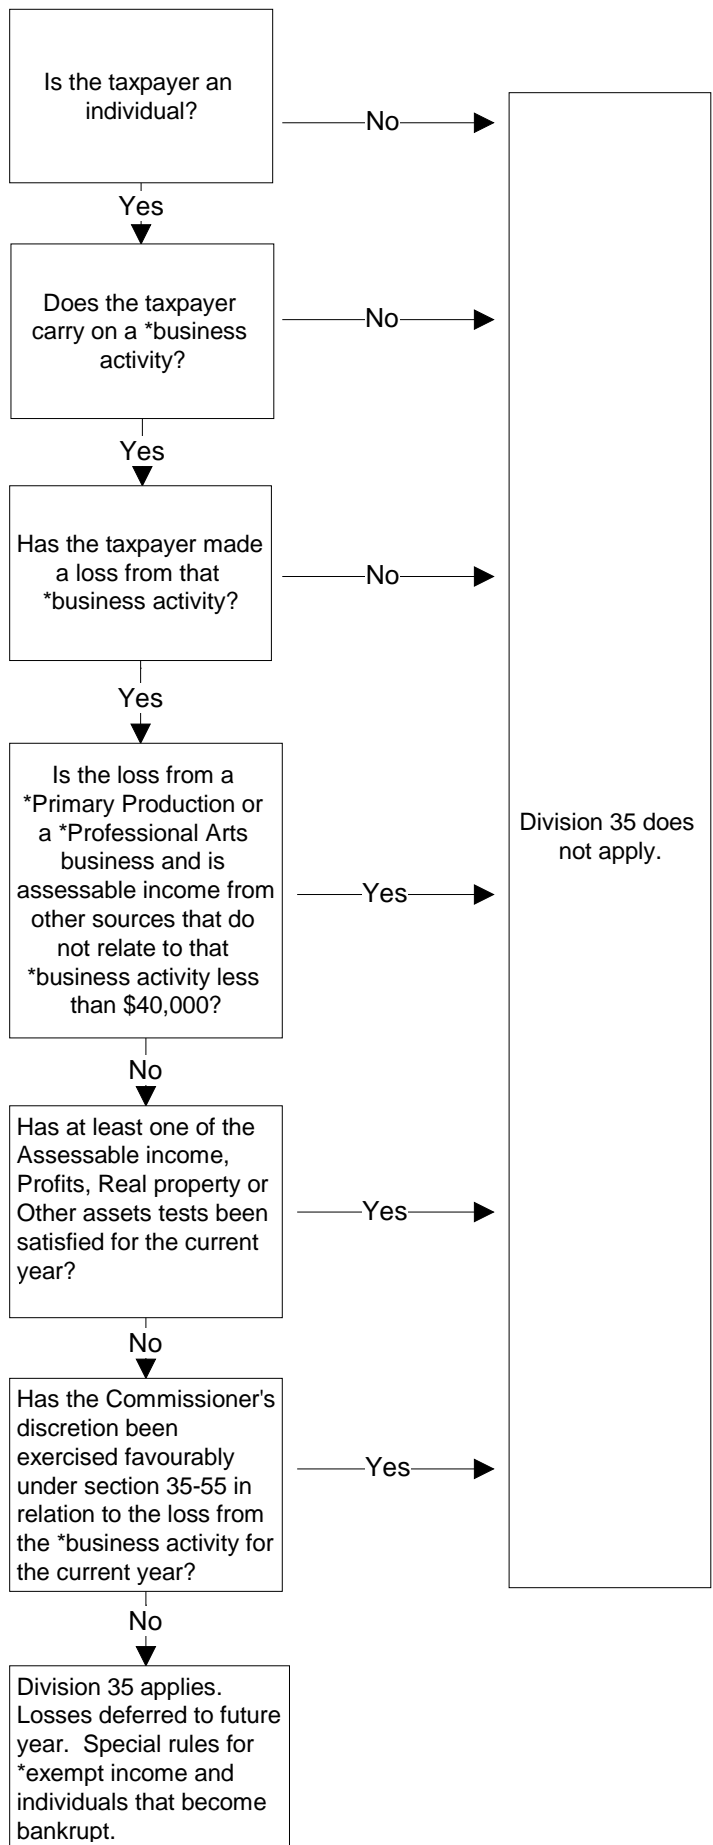 Is the taxpayer an
individual?
No
Yes
Does the taxpayer
carry on a *business
activity?
No
Yes
Has the taxpayer made
a loss from that
*business activity?
No
Yes
Is the loss from a
*Primary Production or
a *Professional Arts
business and is
assessable income from
other sources that do
not relate to that
*business activity less
than $40,000?
Yes
Division 35 does
not apply.
No
Has at least one of the
Assessable income,
Profits, Real property or
Other assets tests been
satisfied for the current
year?
Yes
No
Has the Commissioner's
discretion been
exercised favourably
under section 35-55 in
relation to the loss from
the *business activity for
the current year?
Yes
No
Division 35 applies.
Losses deferred to future
year.  Special rules for
*exempt income and
individuals that become
bankrupt.